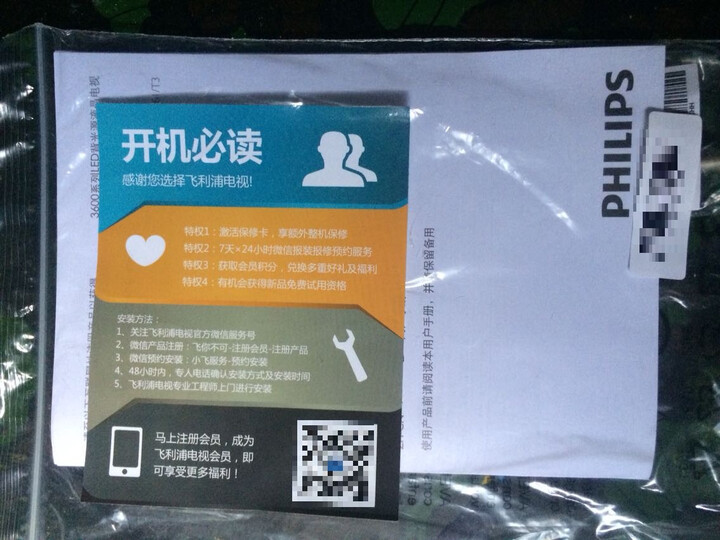 开机必读
感谢您选择飞利浦电视!
特权1：激活保修卡，享额外整机保修
特权2：7天×24小时微信报装报修预约服务
特权3：获取会员积分，兑换多重好礼及福利
特权4：有机会获得新品免费试用资格
安装方法：
1、关注飞利浦电视官方微信服务号
2、微信产品注册：飞你不可-注册会员-注册产品
3、微信预约安装：小飞服务-预约安装
4、48小时内，专人电话确认安装方式及安装时间
5、飞利浦电视专业工程师上门进行安装
马上注册会员，成为
飞利浦电视会员，即
可享受更多福利！
PHILIPS
3600系列LED背光源液晶电视
/T3
使用产品前请阅读本用户手册，并 保留备用